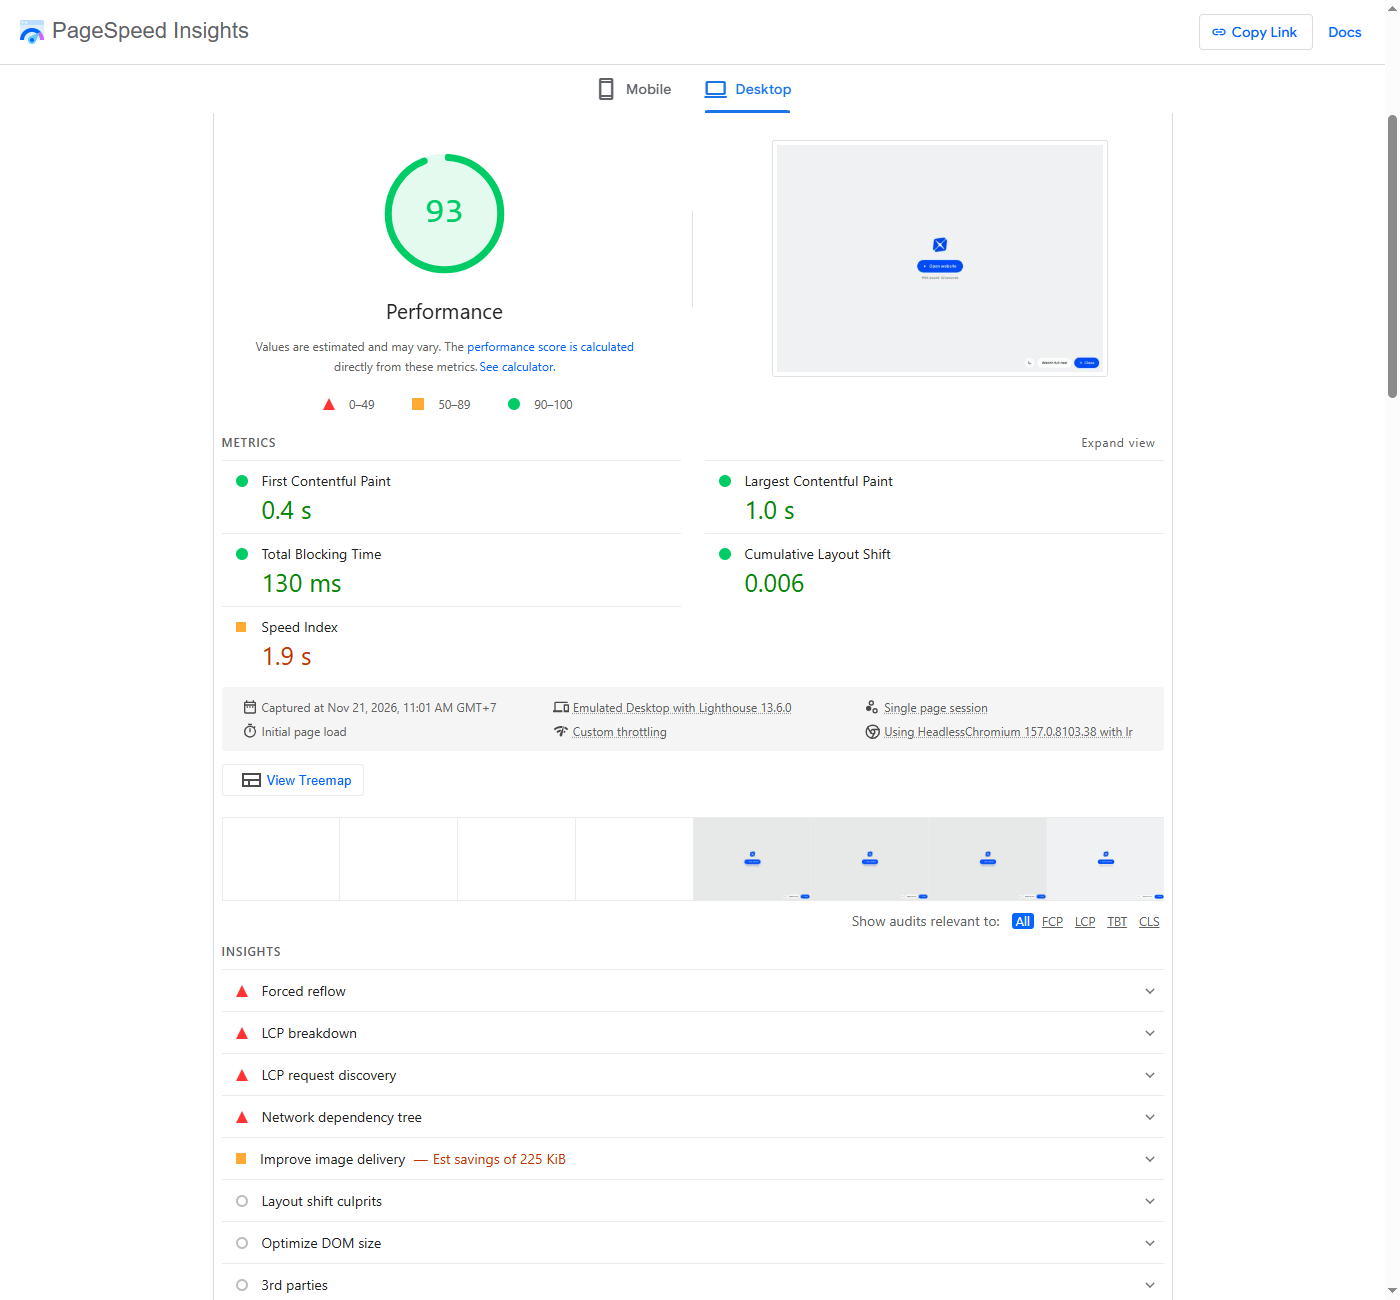 PageSpeed Insights
Copy Link
Docs
Mobile
Desktop
93
Performance
Values are estimated and may vary. The performance score is calculated
directly from these metrics. See calculator.
0–49
50–89
90–100
Open website
METRICS
Expand view
First Contentful Paint
0.4 s
Largest Contentful Paint
1.0 s
Total Blocking Time
130 ms
Cumulative Layout Shift
0.006
Speed Index
1.9 s
Captured at Nov 21, 2026, 11:01 AM GMT+7
Emulated Desktop with Lighthouse 13.6.0
Single page session
Initial page load
Custom throttling
Using HeadlessChromium 157.0.8103.38 with lr
View Treemap
Show audits relevant to:
All
FCP
LCP
TBT
CLS
INSIGHTS
Forced reflow
LCP breakdown
LCP request discovery
Network dependency tree
Improve image delivery — Est savings of 225 KiB
Layout shift culprits
Optimize DOM size
3rd parties